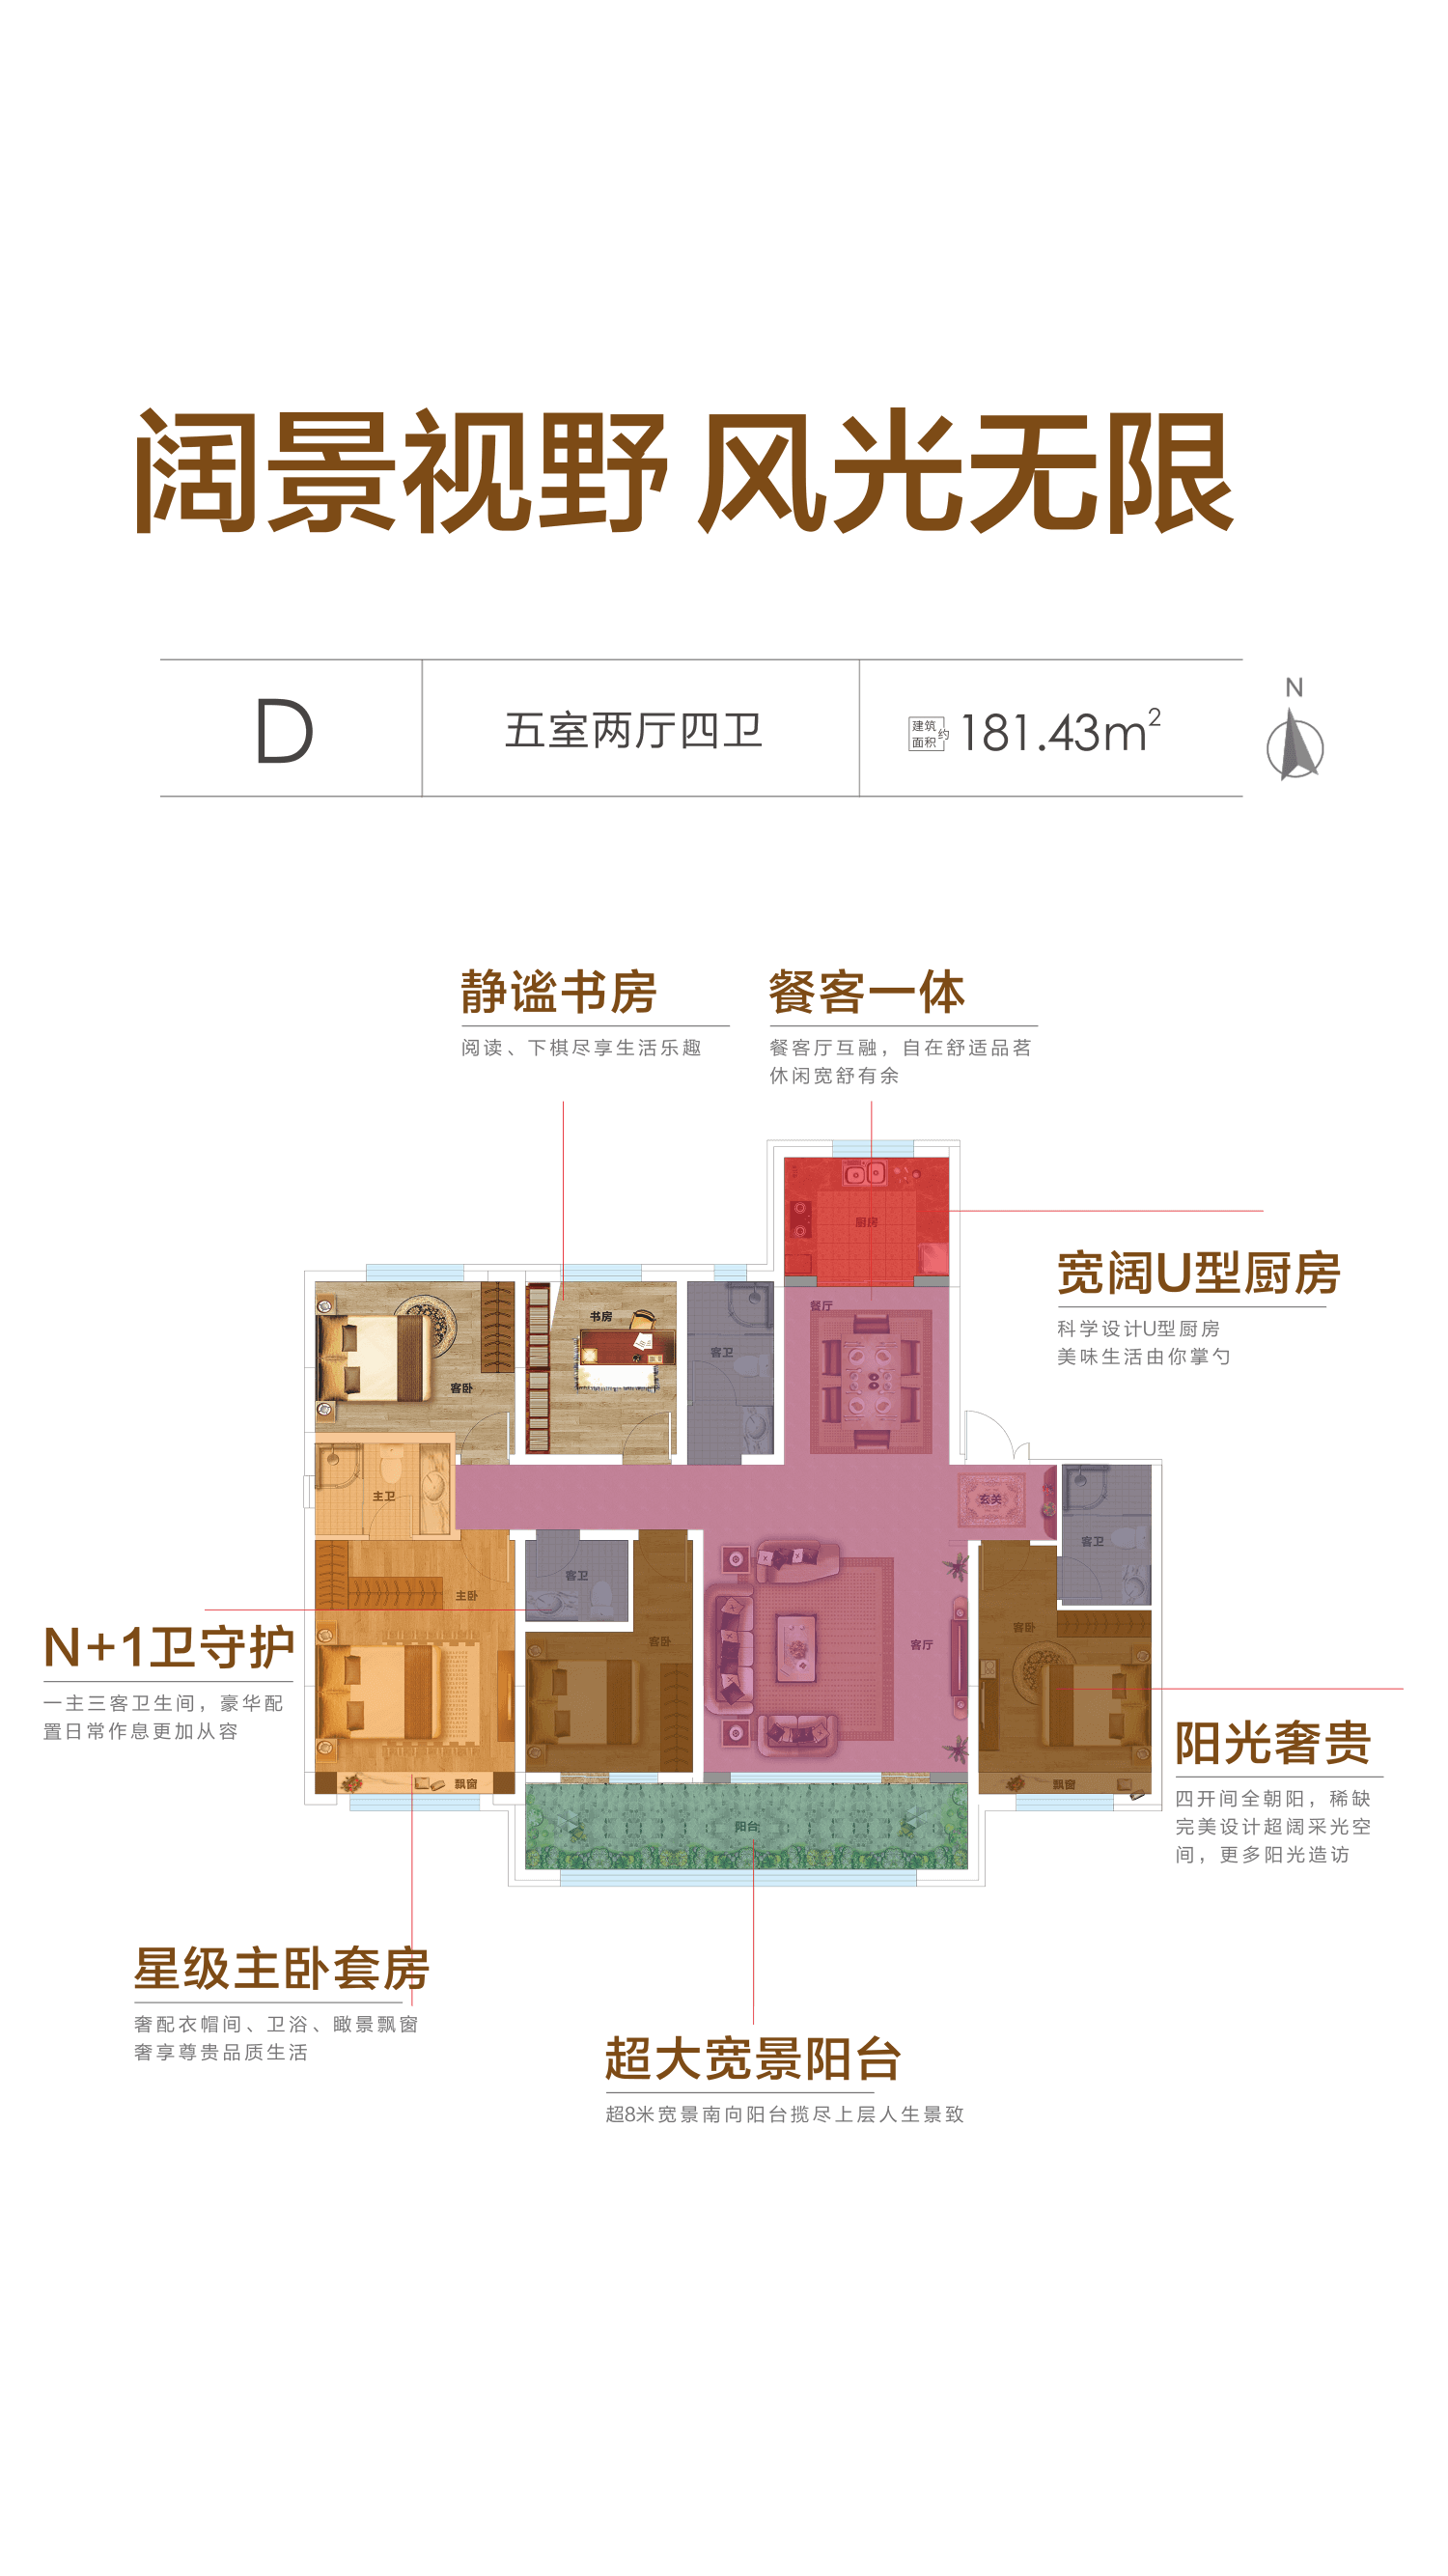 阔景视野 风光无限
D
五室两厅四卫
建筑面积约 181.43m²
N
静谧书房
阅读、下棋尽享生活乐趣
餐客一体
餐客厅互融，自在舒适品茗
休闲宽舒有余
宽阔U型厨房
科学设计U型厨房
美味生活由你掌勺
厨房
餐厅
书房
客卫
客卧
主卫
玄关
客卫
客卫
主卧
客卧
客厅
客卧
飘窗
飘窗
阳台
N+1卫守护
一主三客卫生间，豪华配
置日常作息更加从容
阳光奢贵
四开间全朝阳，稀缺
完美设计超阔采光空
间，更多阳光造访
星级主卧套房
奢配衣帽间、卫浴、瞰景飘窗
奢享尊贵品质生活
超大宽景阳台
超8米宽景南向阳台揽尽上层人生景致